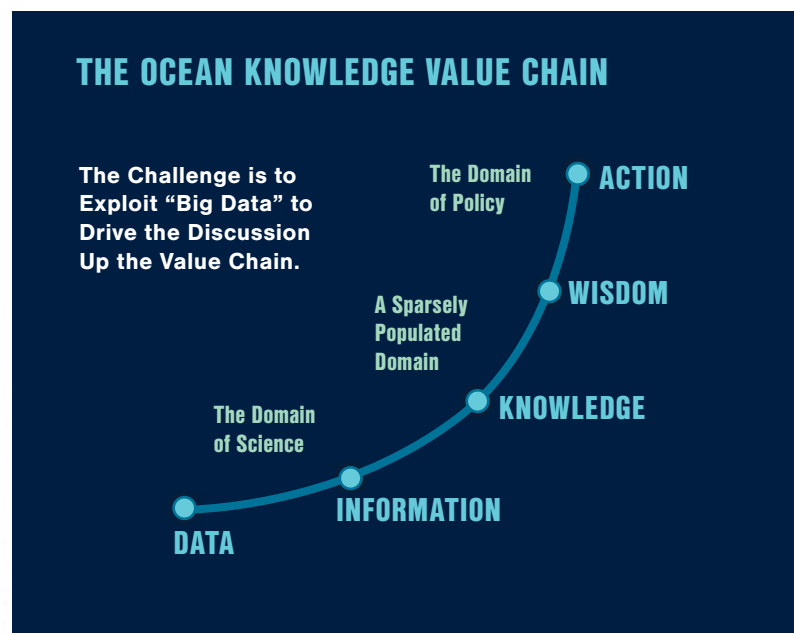 THE OCEAN KNOWLEDGE VALUE CHAIN
The Challenge is to
Exploit “Big Data” to
Drive the Discussion
Up the Value Chain.
The Domain
of Policy
ACTION
WISDOM
A Sparsely
Populated
Domain
KNOWLEDGE
The Domain
of Science
INFORMATION
DATA